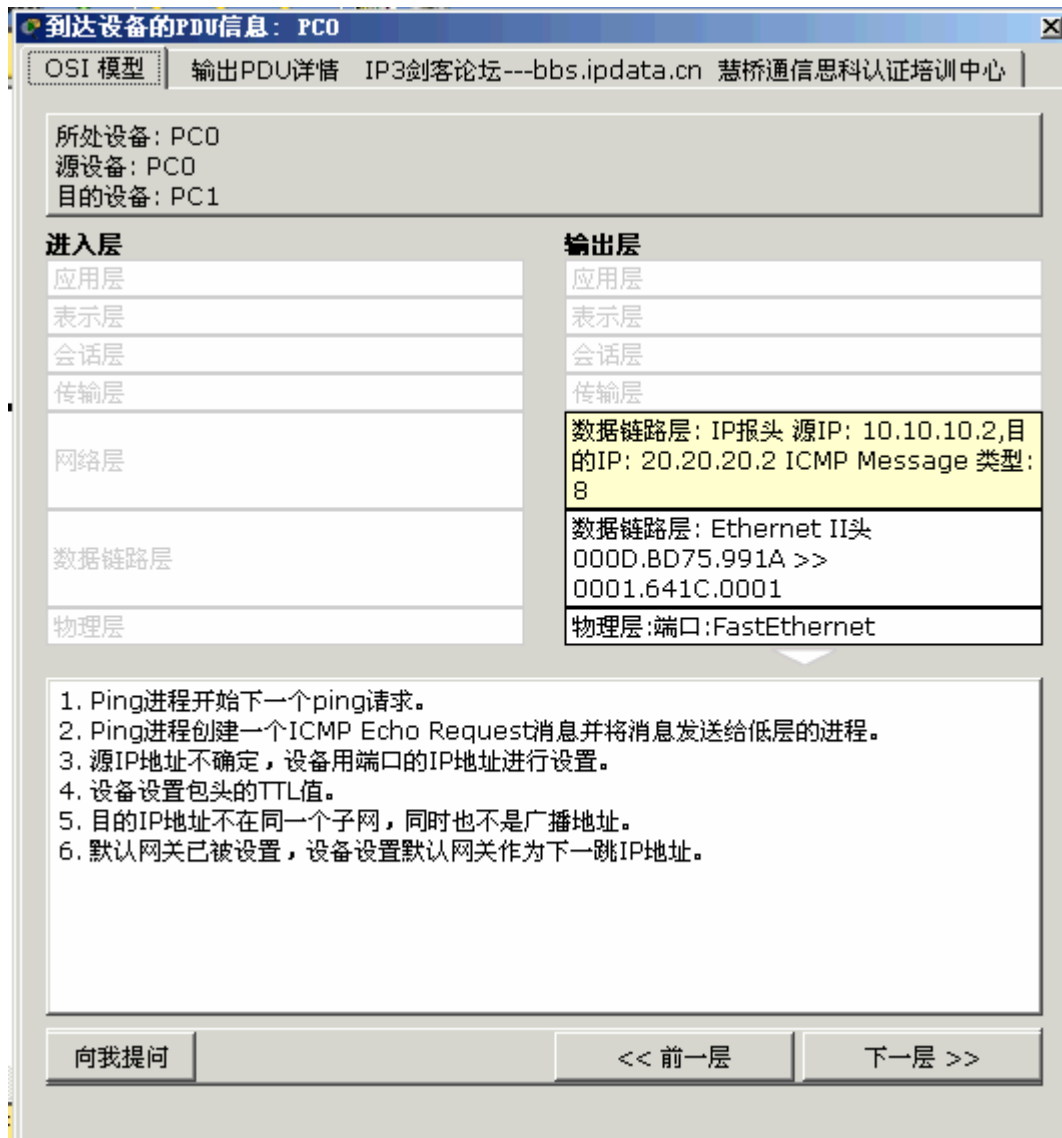 到达设备的PDU信息: PC0
OSI 模型
输出PDU详情 IP3剑客论坛---bbs.ipdata.cn 慧桥通信思科认证培训中心
所处设备: PC0
源设备: PC0
目的设备: PC1
进入层
应用层
表示层
会话层
传输层
网络层
数据链路层
物理层
输出层
应用层
表示层
会话层
传输层
数据链路层: IP报头 源IP: 10.10.10.2,目
的IP: 20.20.20.2 ICMP Message 类型:
8
数据链路层: Ethernet II头
000D.BD75.991A >>
0001.641C.0001
物理层:端口:FastEthernet
1. Ping进程开始下一个ping请求。
2. Ping进程创建一个ICMP Echo Request消息并将消息发送给低层的进程。
3. 源IP地址不确定，设备用端口的IP地址进行设置。
4. 设备设置包头的TTL值。
5. 目的IP地址不在同一个子网，同时也不是广播地址。
6. 默认网关已被设置，设备设置默认网关作为下一跳IP地址。
向我提问
<< 前一层
下一层 >>